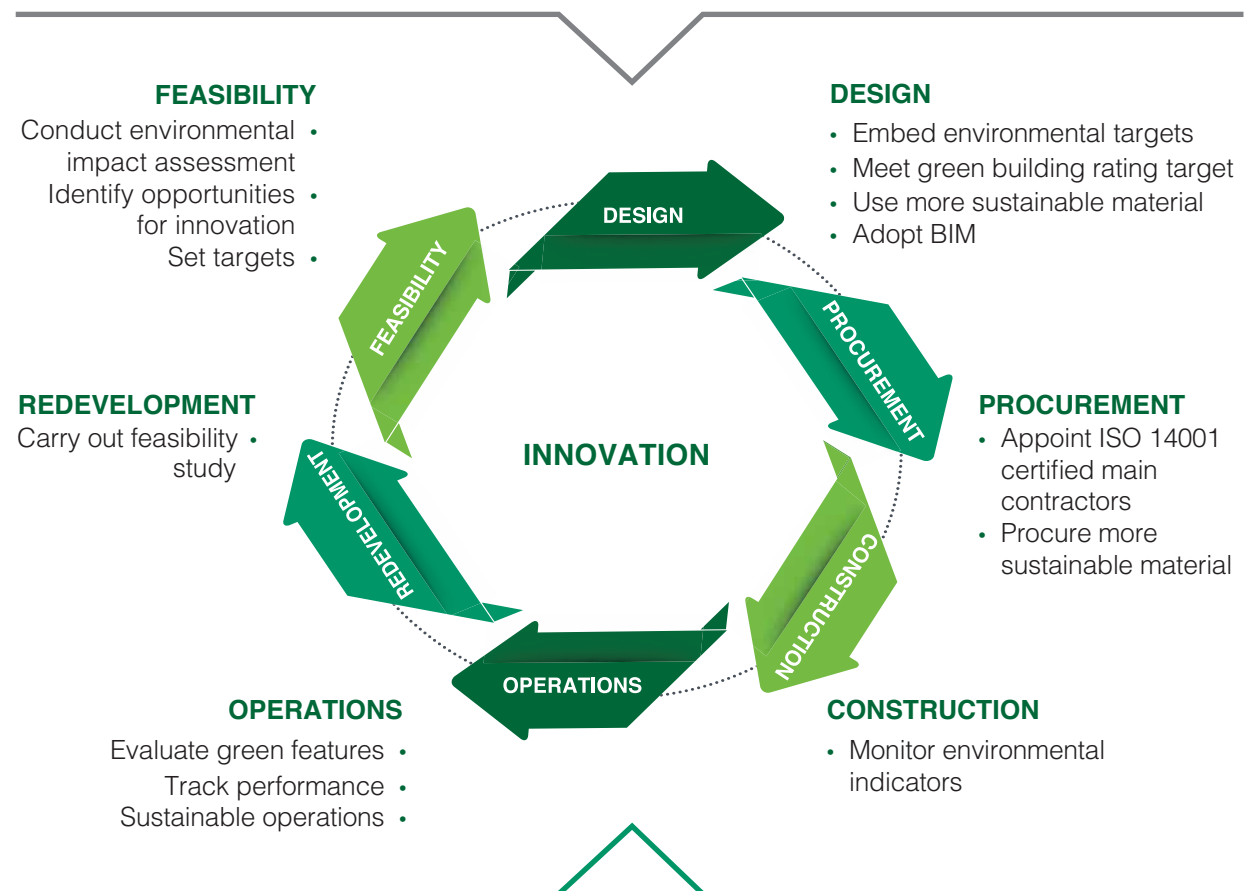 FEASIBILITY
Conduct environmental •
impact assessment
Identify opportunities •
for innovation
Set targets •
DESIGN
• Embed environmental targets
• Meet green building rating target
• Use more sustainable material
• Adopt BIM
DESIGN
FEASIBILITY
PROCUREMENT
REDEVELOPMENT
Carry out feasibility •
study
INNOVATION
PROCUREMENT
• Appoint ISO 14001
certified main
contractors
• Procure more
sustainable material
REDEVELOPMENT
CONSTRUCTION
OPERATIONS
OPERATIONS
Evaluate green features •
Track performance •
Sustainable operations •
CONSTRUCTION
• Monitor environmental
indicators